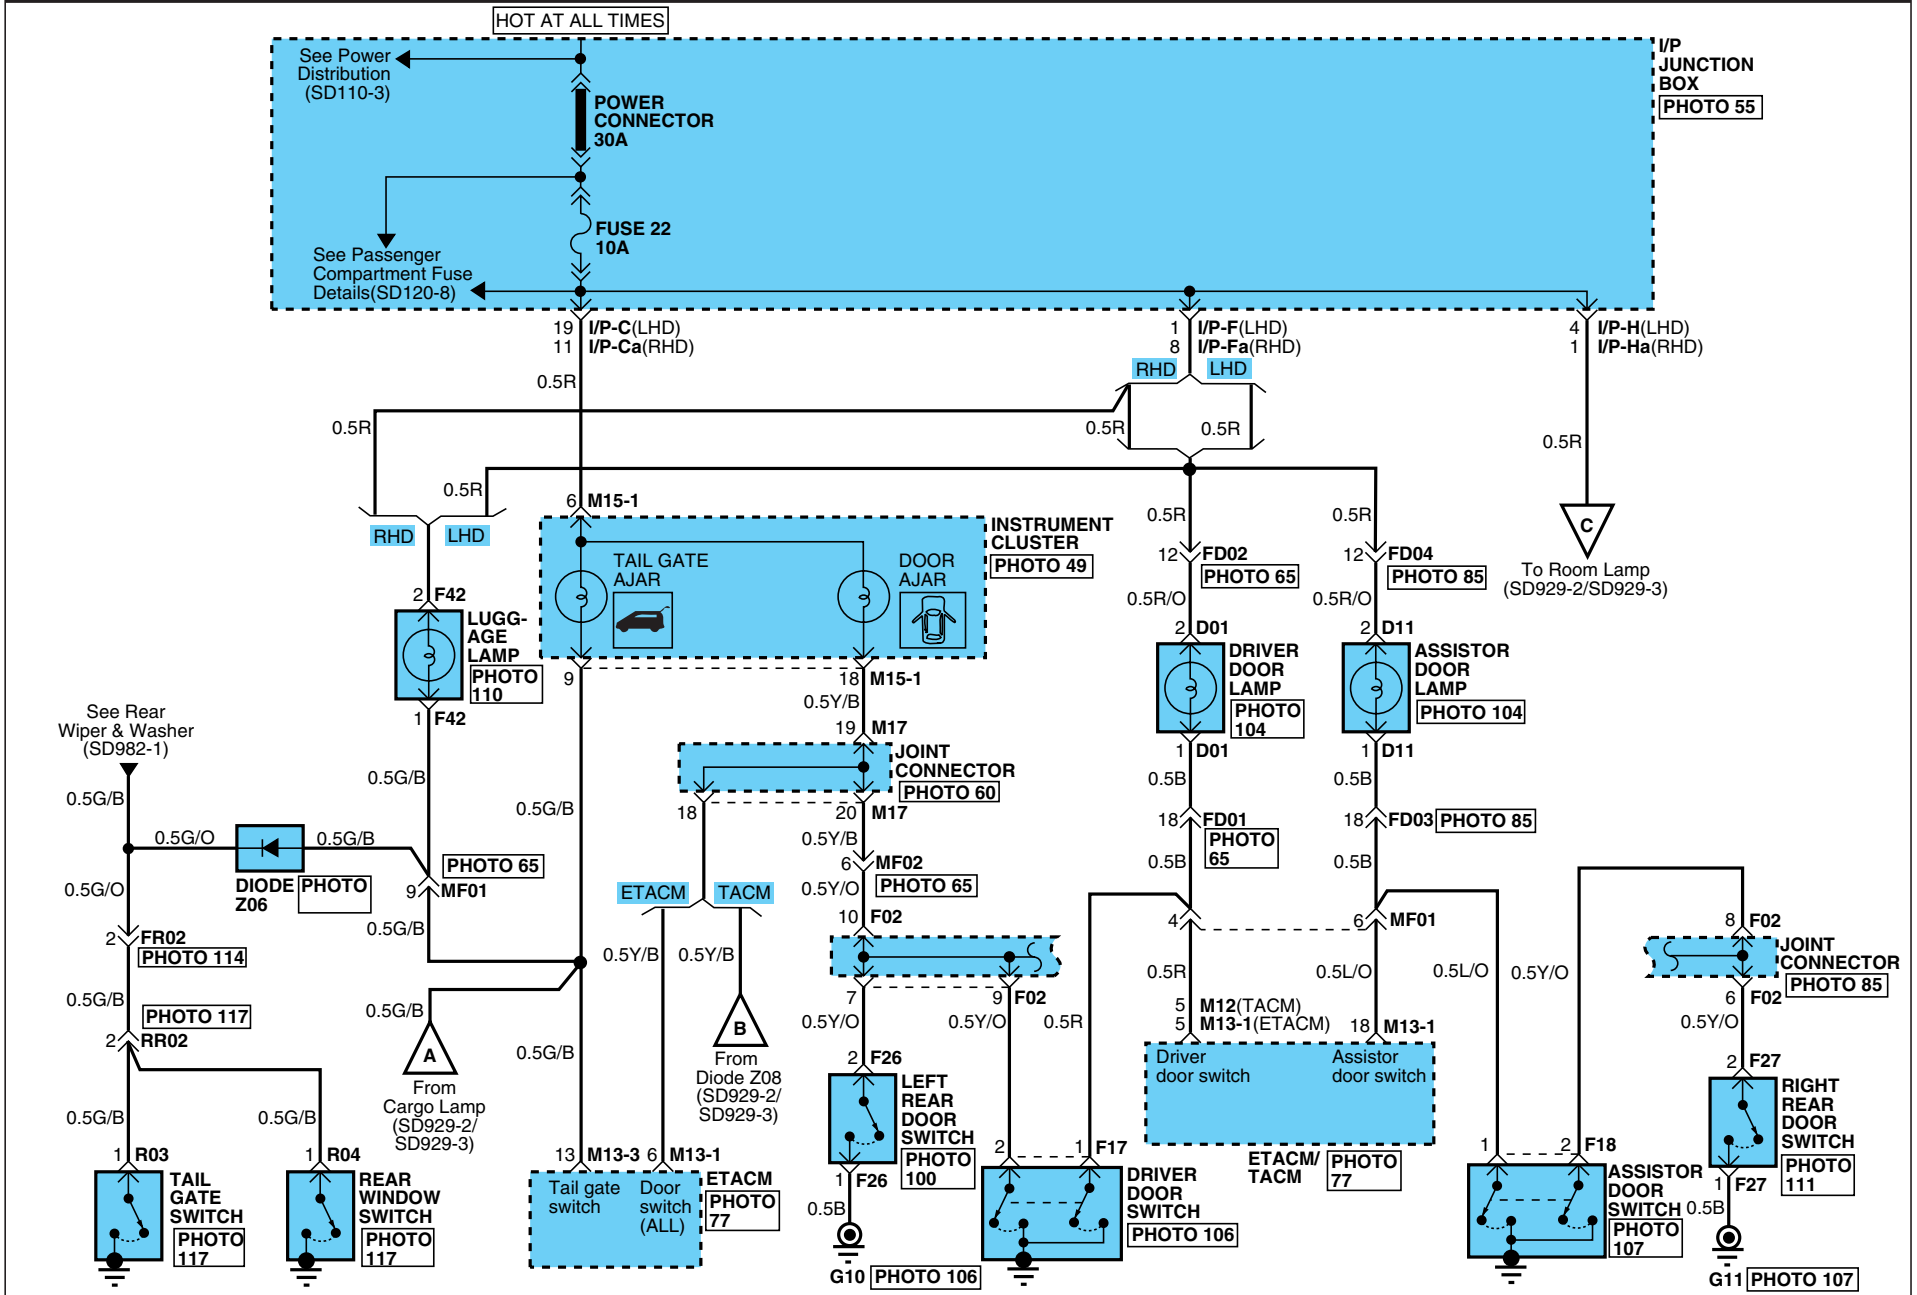 HOT AT ALL TIMES
See Power
Distribution
(SD110-3)
POWER
CONNECTOR
30A
I/P
JUNCTION
BOX
PHOTO 55
FUSE 22
10A
See Passenger
Compartment Fuse
Details(SD120-8)
19 I/P-C(LHD)
11 I/P-Ca(RHD)
1 I/P-F(LHD)
8 I/P-Fa(RHD)
4 I/P-H(LHD)
1 I/P-Ha(RHD)
RHD LHD
0.5R
0.5R
0.5R
0.5R
0.5R
0.5R
RHD LHD
6 M15-1
INSTRUMENT
CLUSTER
PHOTO 49
TAIL GATE
AJAR
DOOR
AJAR
9
18 M15-1
0.5R
0.5R
12 FD02
PHOTO 65
12 FD04
PHOTO 85
C
To Room Lamp
(SD929-2/SD929-3)
0.5R/O
0.5R/O
2 F42
LUGG-
AGE
LAMP
PHOTO
110
1 F42
2 D01
DRIVER
DOOR
LAMP
PHOTO
104
1 D01
2 D11
ASSISTOR
DOOR
LAMP
PHOTO 104
1 D11
See Rear
Wiper & Washer
(SD982-1)
0.5Y/B
19 M17
JOINT
CONNECTOR
PHOTO 60
18
20 M17
0.5G/B
0.5G/B
0.5G/B
0.5B
0.5B
18 FD01
PHOTO
65
18 FD03 PHOTO 85
0.5G/O
0.5G/B
DIODE
Z06
PHOTO
PHOTO 65
9 MF01
0.5Y/B
6 MF02
PHOTO 65
0.5B
0.5B
0.5G/O
0.5Y/O
ETACM TACM
10 F02
4
6 MF01
8 F02
JOINT
CONNECTOR
PHOTO 85
6 F02
0.5G/B
2 FR02
PHOTO 114
0.5Y/B
0.5Y/B
0.5R
0.5L/O
0.5L/O
0.5Y/O
7
9 F02
0.5G/B
PHOTO 117
2 RR02
0.5G/B
A
From
Cargo Lamp
(SD929-2/
SD929-3)
0.5G/B
B
From
Diode Z08
(SD929-2/
SD929-3)
0.5Y/O
0.5Y/O
0.5R
5 M12(TACM)
5 M13-1(ETACM)
18 M13-1
Driver
door switch
Assistor
door switch
ETACM/
TACM
PHOTO
77
0.5Y/O
2 F26
LEFT
REAR
DOOR
SWITCH
PHOTO
100
1 F26
0.5B
G10 PHOTO 106
2 F27
RIGHT
REAR
DOOR
SWITCH
PHOTO
111
1 F27
0.5B
G11 PHOTO 107
0.5G/B
0.5G/B
1 R03
TAIL
GATE
SWITCH
PHOTO
117
1 R04
REAR
WINDOW
SWITCH
PHOTO
117
13 M13-3
6 M13-1
Tail gate
switch
Door
switch
(ALL)
ETACM
PHOTO
77
2
1 F17
DRIVER
DOOR
SWITCH
PHOTO 106
1
2 F18
ASSISTOR
DOOR
SWITCH
PHOTO
107